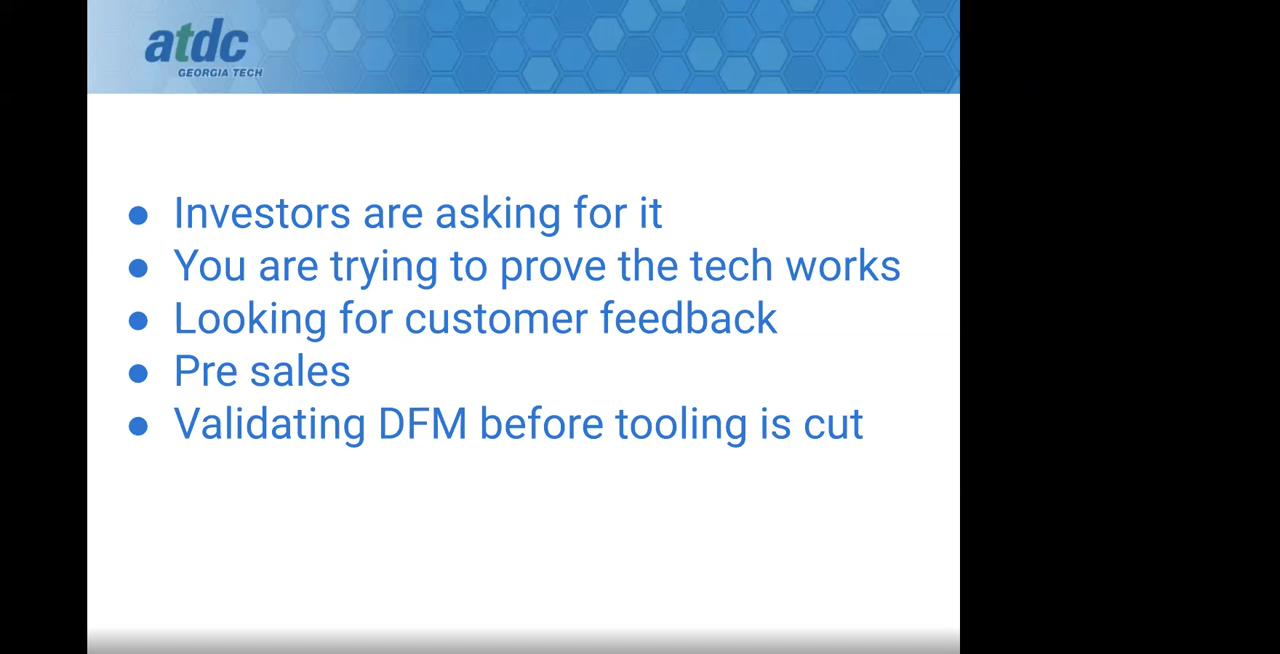 atdc
GEORGIA TECH
● Investors are asking for it
● You are trying to prove the tech works
● Looking for customer feedback
● Pre sales
● Validating DFM before tooling is cut